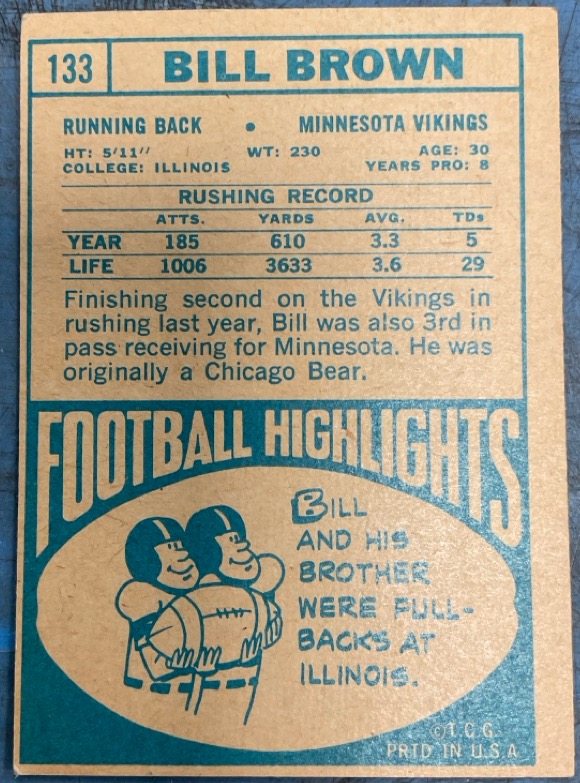 133 BILL BROWN
RUNNING BACK • MINNESOTA VIKINGS
HT: 5'11" WT: 230 AGE: 30
COLLEGE: ILLINOIS YEARS PRO: 8
RUSHING RECORD
ATTS. YARDS AVG. TDs
YEAR 185 610 3.3 5
LIFE 1006 3633 3.6 29
Finishing second on the Vikings in
rushing last year, Bill was also 3rd in
pass receiving for Minnesota. He was
originally a Chicago Bear.
FOOTBALL HIGHLIGHTS
BILL
AND HIS
BROTHER
WERE FULL-
BACKS AT
ILLINOIS.
©T.C.G.
PRTD IN U.S.A.